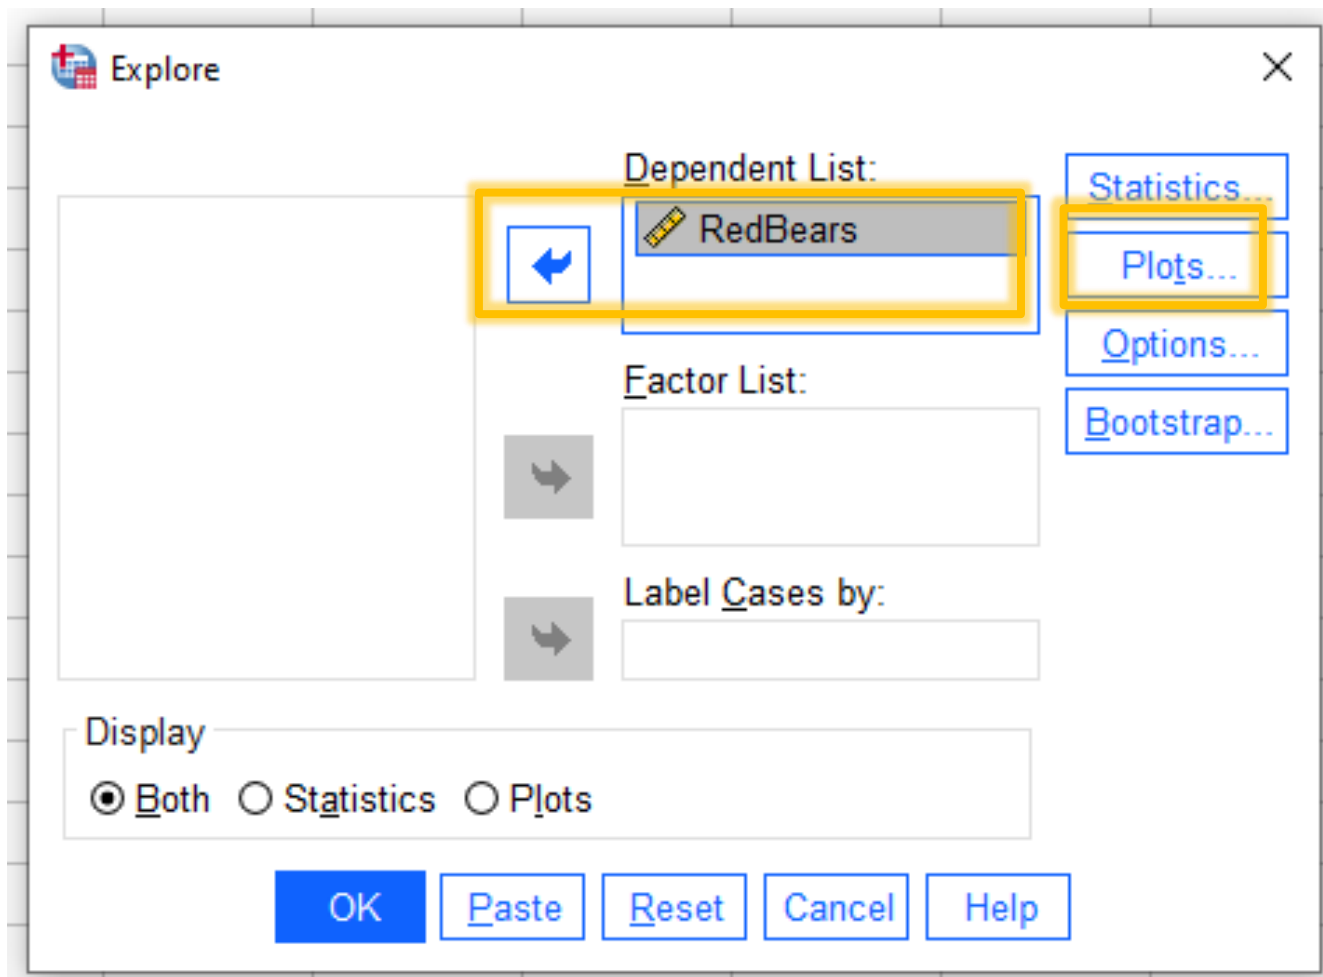 Explore
Dependent List:
RedBears
Statistics...
Plots...
Options...
Bootstrap...
Factor List:
Label Cases by:
Display
Both Statistics Plots
OK Paste Reset Cancel Help